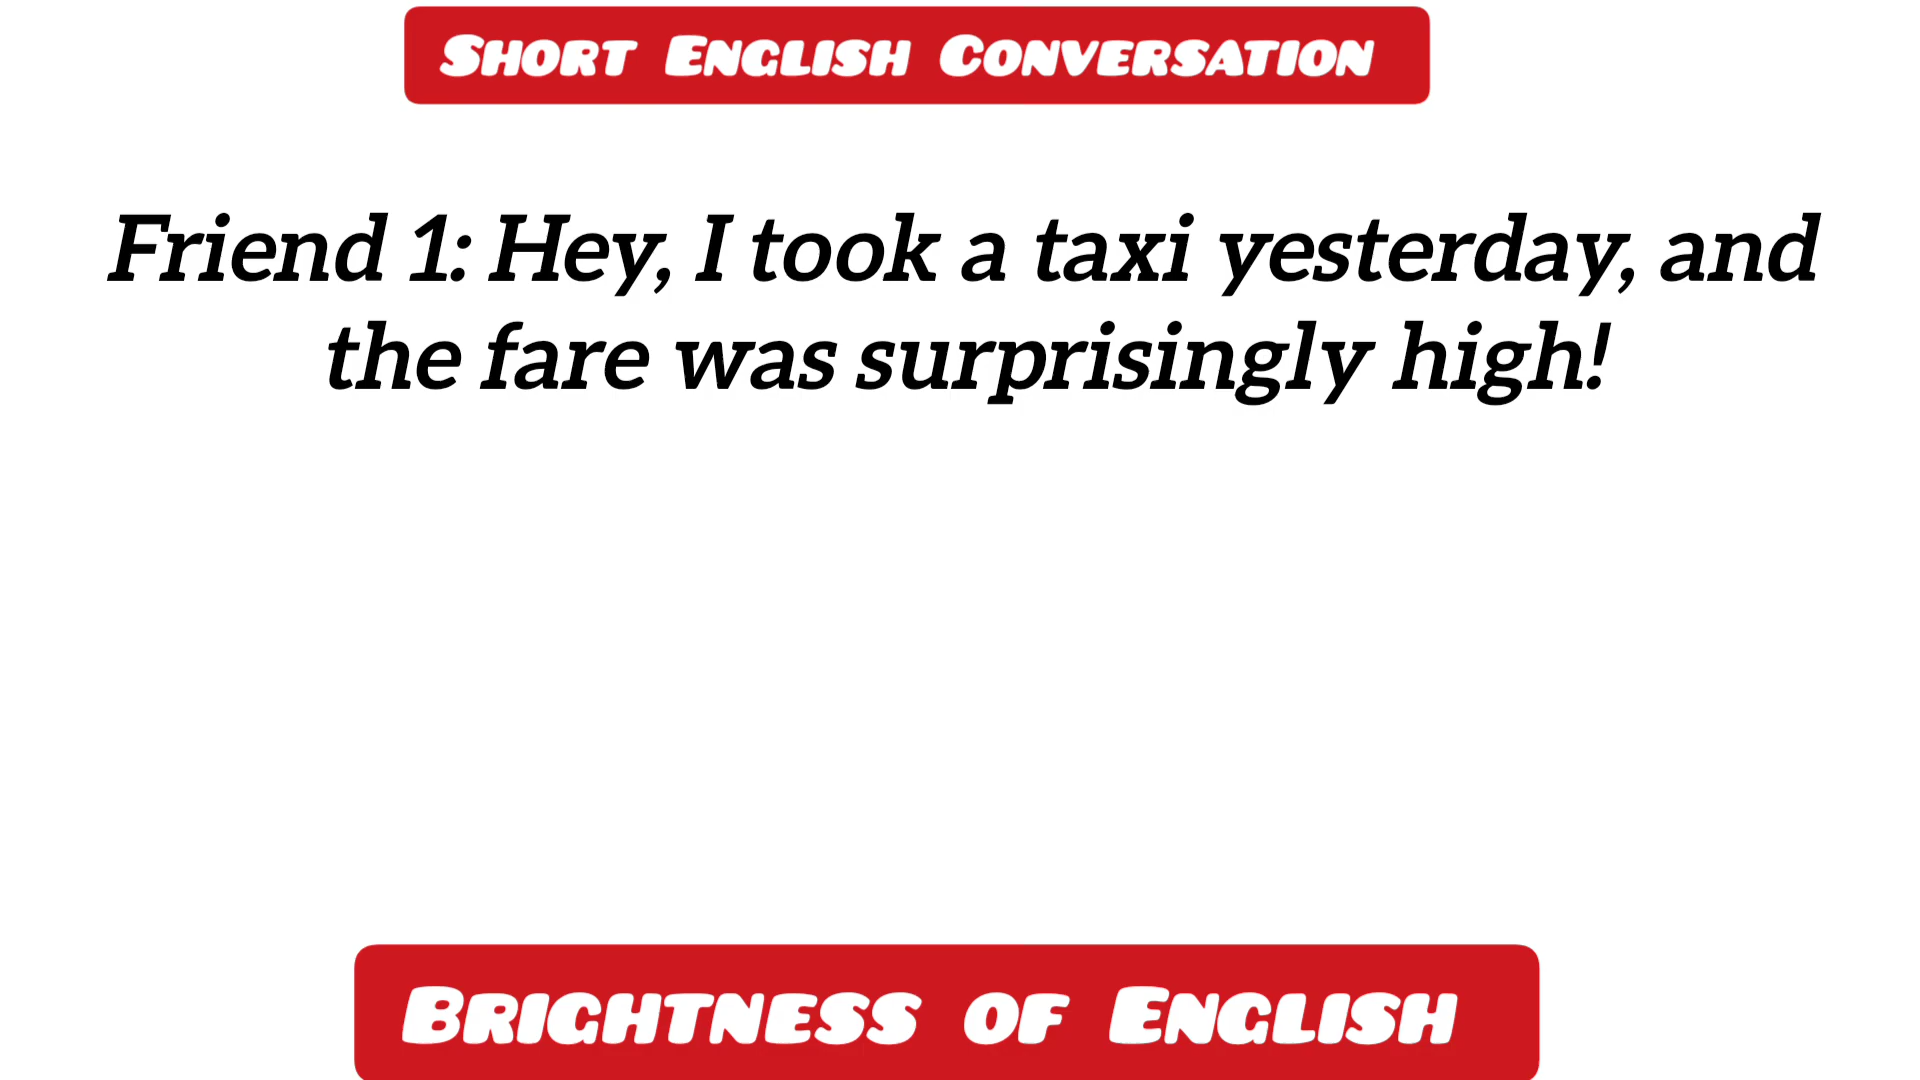 Short English Conversation
Friend 1: Hey, I took a taxi yesterday, and
the fare was surprisingly high!
Brightness of English